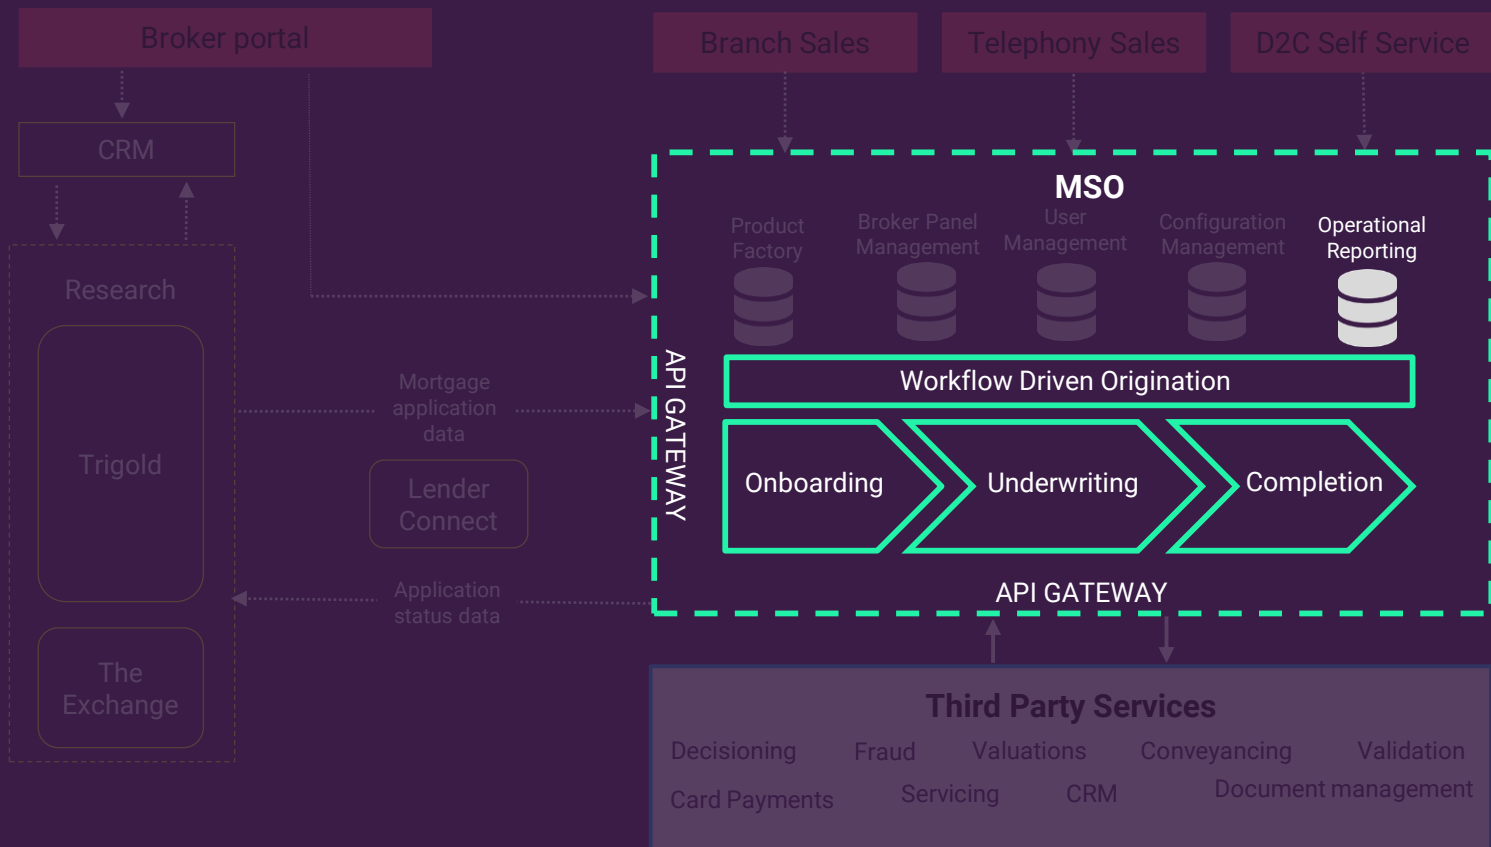 Broker portal
Branch Sales
Telephony Sales
D2C Self Service
CRM
MSO
Product
Factory
Broker Panel
Management
User
Management
Configuration
Management
Operational
Reporting
Research
Trigold
The
Exchange
Mortgage
application
data
Lender
Connect
Application
status data
API GATEWAY
Workflow Driven Origination
Onboarding
Underwriting
Completion
API GATEWAY
Third Party Services
Decisioning
Fraud
Valuations
Conveyancing
Validation
Card Payments
Servicing
CRM
Document management